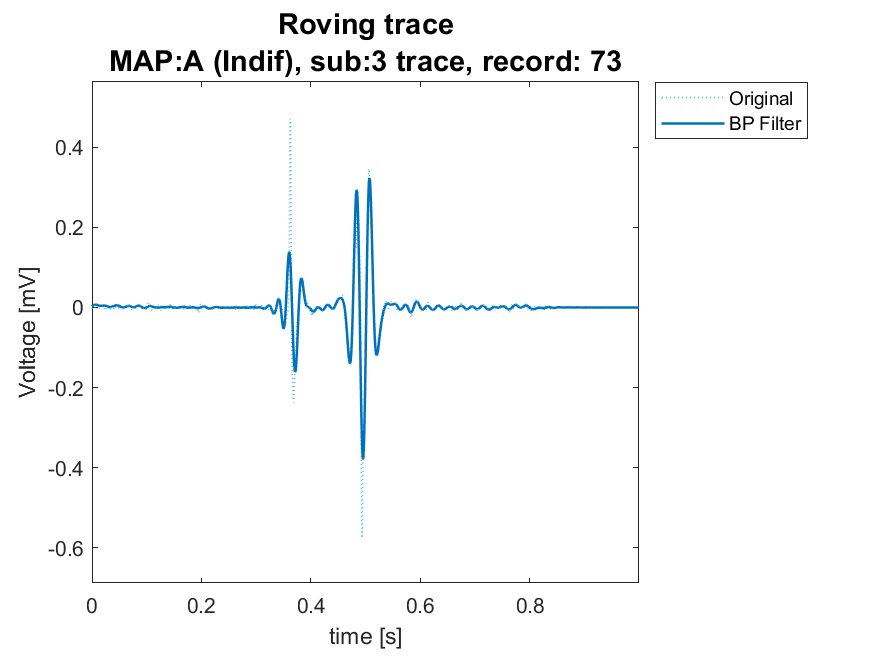 Roving trace
MAP:A (Indif), sub:3 trace, record: 73
Original
BP Filter
0.4
0.2
0
-0.2
-0.4
-0.6
Voltage [mV]
0
0.2
0.4
0.6
0.8
time [s]